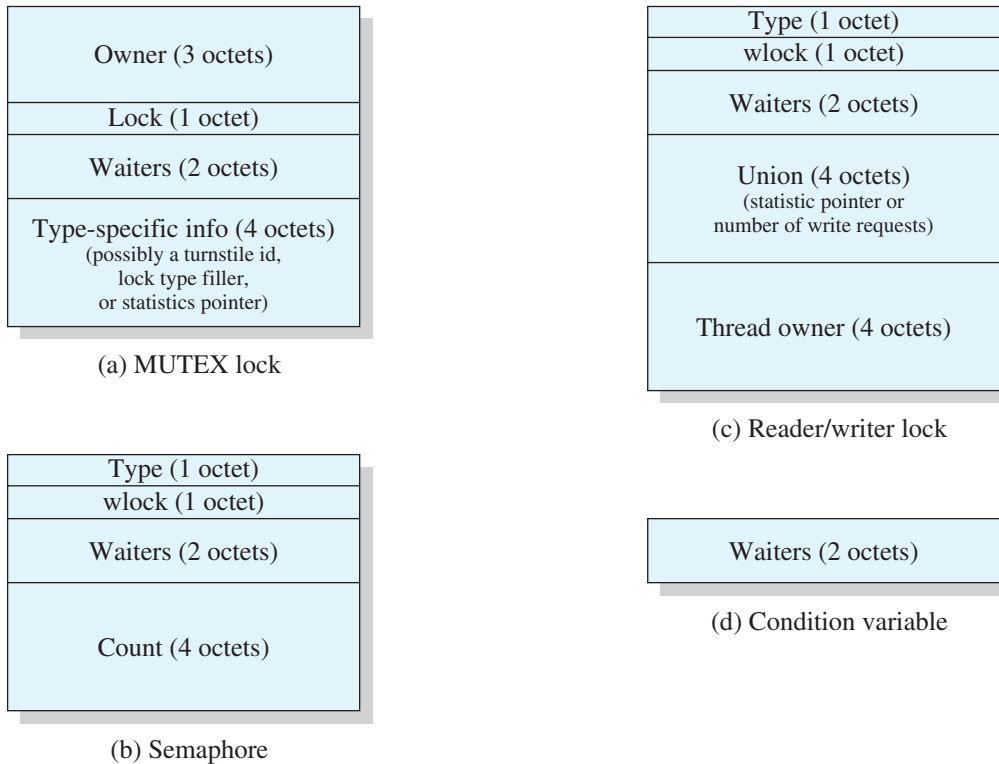 Owner (3 octets)
Lock (1 octet)
Waiters (2 octets)
Type-specific info (4 octets)
(possibly a turnstile id,
lock type filler,
or statistics pointer)
(a) MUTEX lock
Type (1 octet)
wlock (1 octet)
Waiters (2 octets)
Count (4 octets)
(b) Semaphore
Type (1 octet)
wlock (1 octet)
Waiters (2 octets)
Union (4 octets)
(statistic pointer or
number of write requests)
Thread owner (4 octets)
(c) Reader/writer lock
Waiters (2 octets)
(d) Condition variable